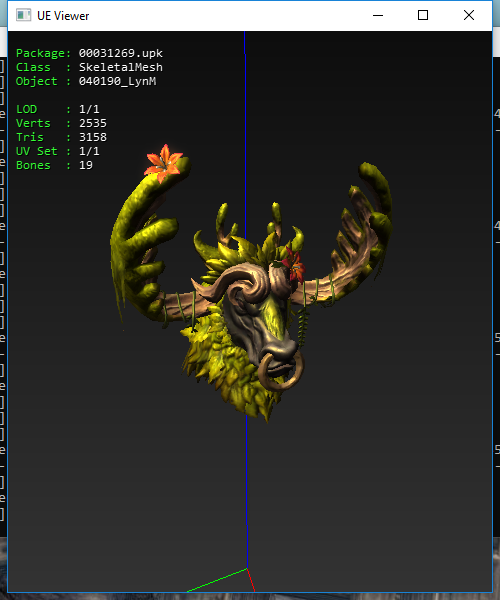 UE Viewer
Package: 00031269.upk
Class  : SkeletalMesh
Object : 040190_LynM
LOD    : 1/1
Verts  : 2535
Tris   : 3158
UV Set : 1/1
Bones  : 19